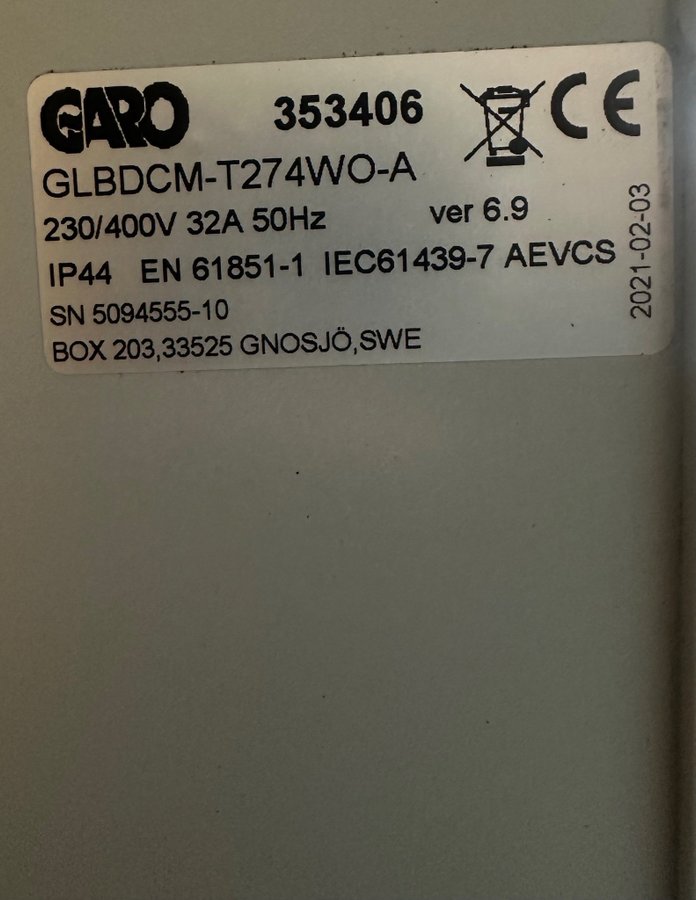 GARO 353406 CE
GLBDCM-T274WO-A
230/400V 32A 50Hz ver 6.9
IP44 EN 61851-1 IEC61439-7 AEVCS
SN 5094555-10
BOX 203,33525 GNOSJÖ,SWE
2021-02-03